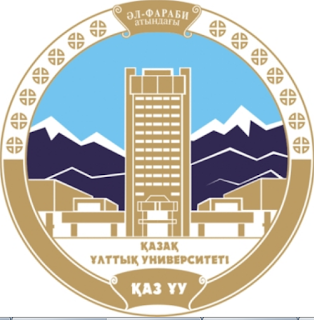 ӘЛ-ФАРАБИ
АТЫНДАҒЫ
ҚАЗАҚ
ҰЛТТЫҚ УНИВЕРСИТЕТІ
ҚАЗ ҰУ